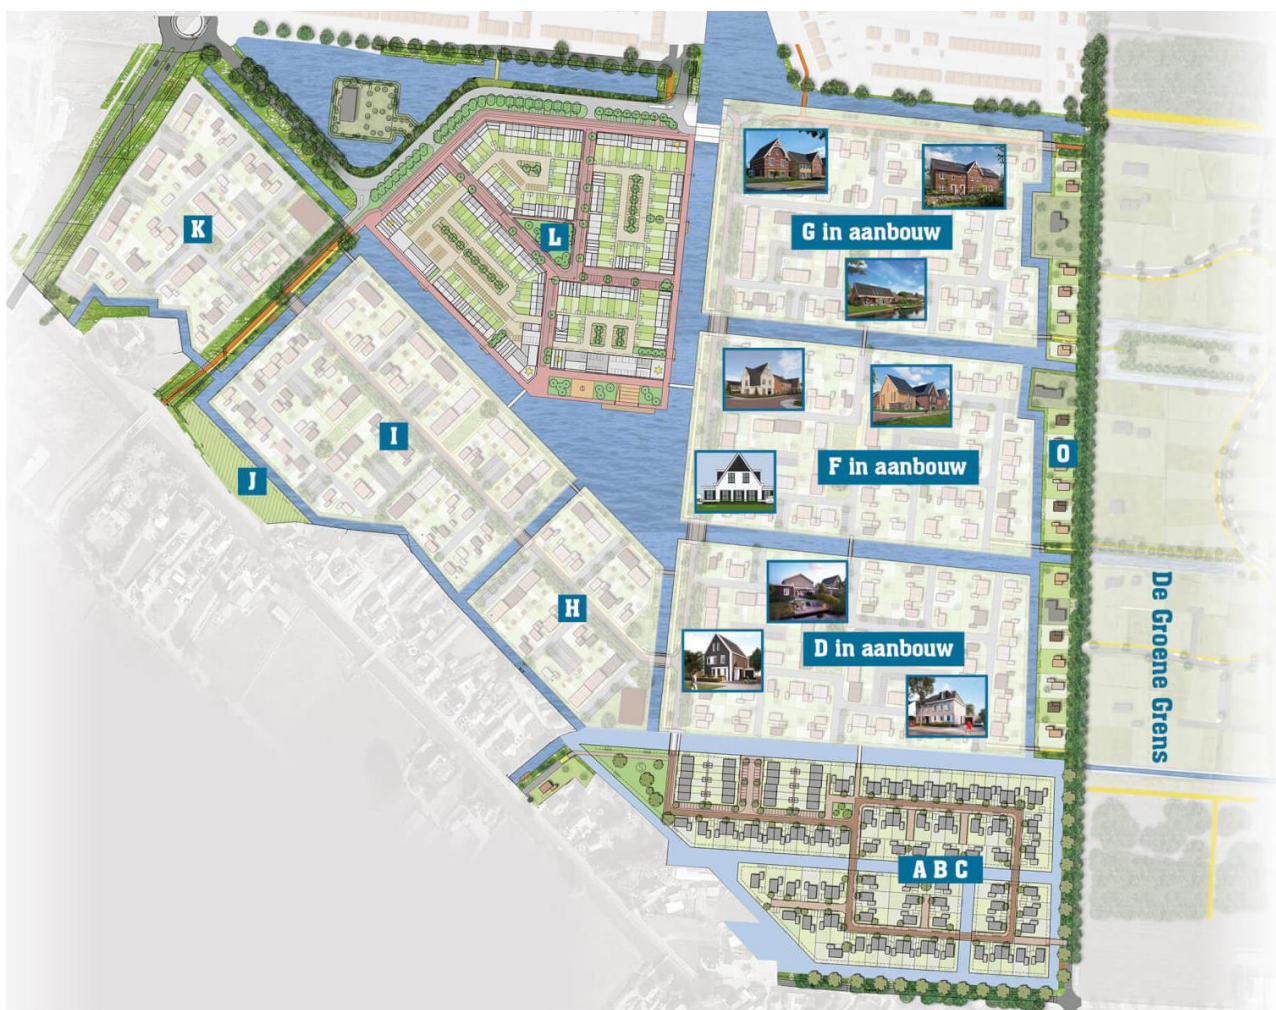 K
L
G in aanbouw
I
J
F in aanbouw
O
H
D in aanbouw
De Groene Grens
A B C